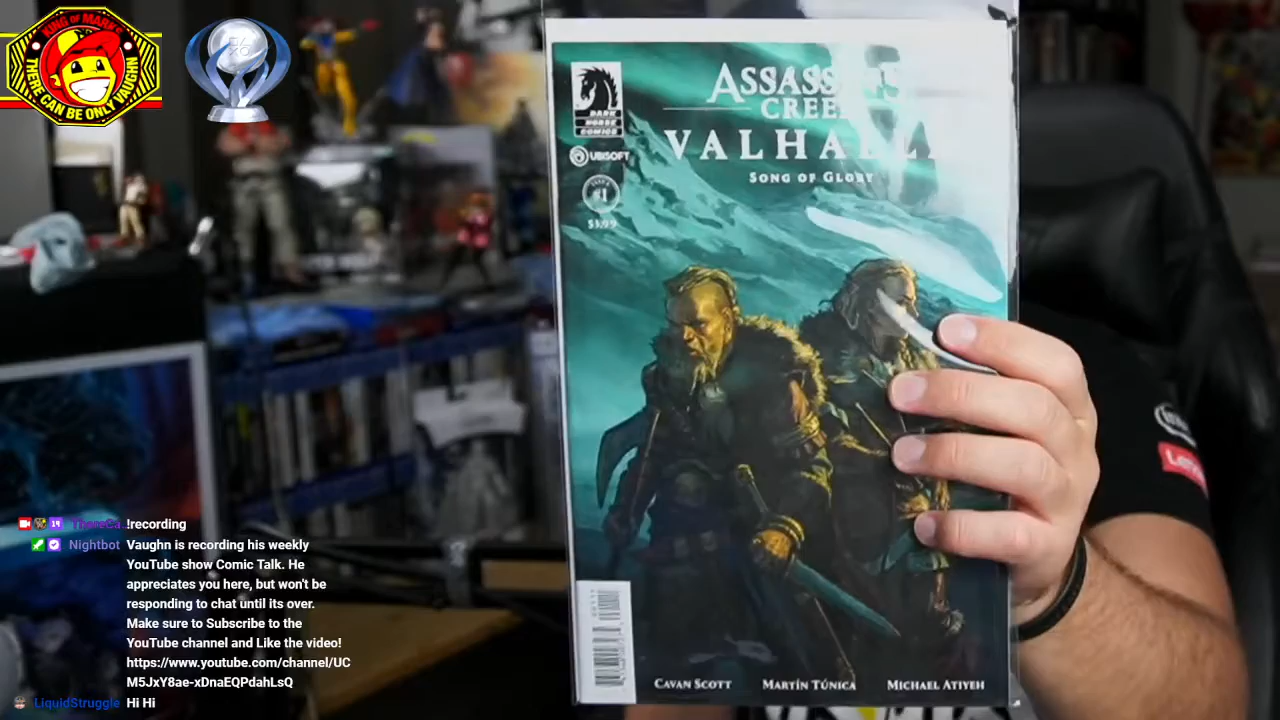 KING OF MARKS
THERE CAN BE ONLY VAUGHN
DARK
HORSE
COMICS
UBISOFT
#1
$3.99
VALHALLA
SONG OF GLORY
CAVAN SCOTT
MARTÍN TÚNICA
MICHAEL ATIYEH
!recording
Nightbot Vaughn is recording his weekly
YouTube show Comic Talk. He
appreciates you here, but won't be
responding to chat until its over.
Make sure to Subscribe to the
YouTube channel and Like the video!
https://www.youtube.com/channel/UC
M5JxY8ae-xDnaEQPdahLsQ
LiquidStruggle Hi Hi